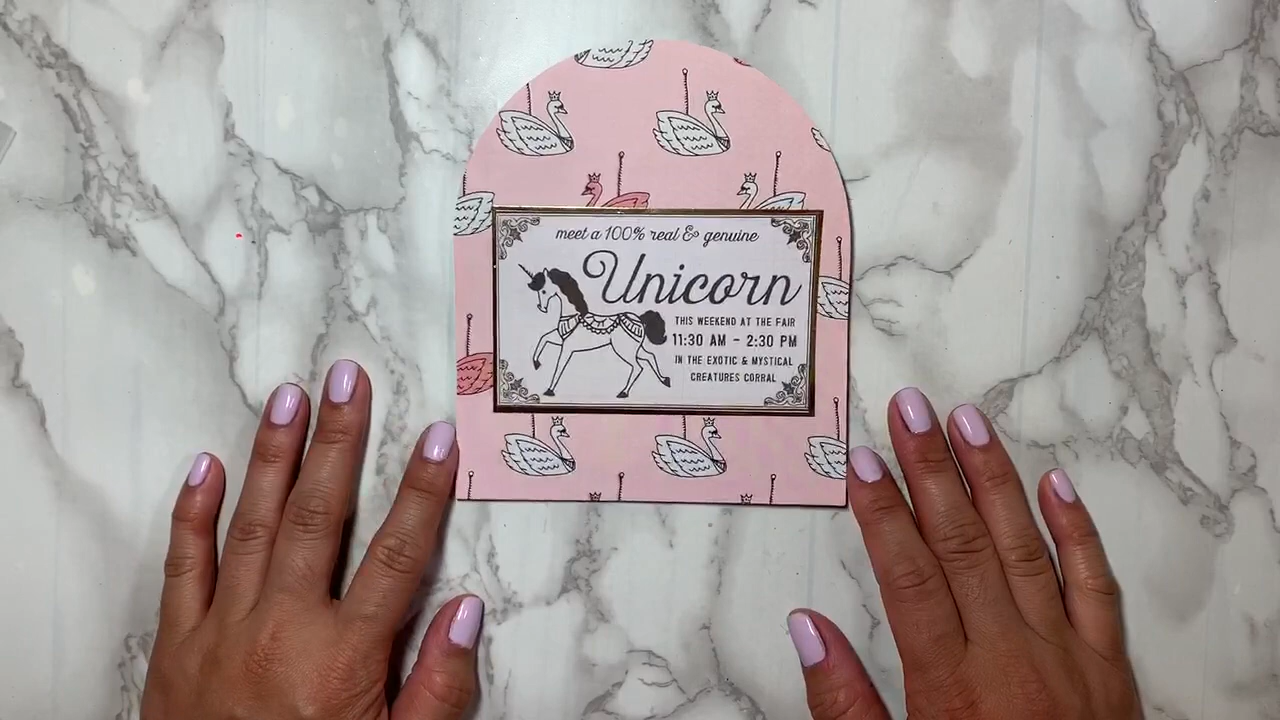 meet a 100% real & genuine
Unicorn
THIS WEEKEND AT THE FAIR
11:30 AM - 2:30 PM
IN THE EXOTIC & MYSTICAL
CREATURES CORRAL